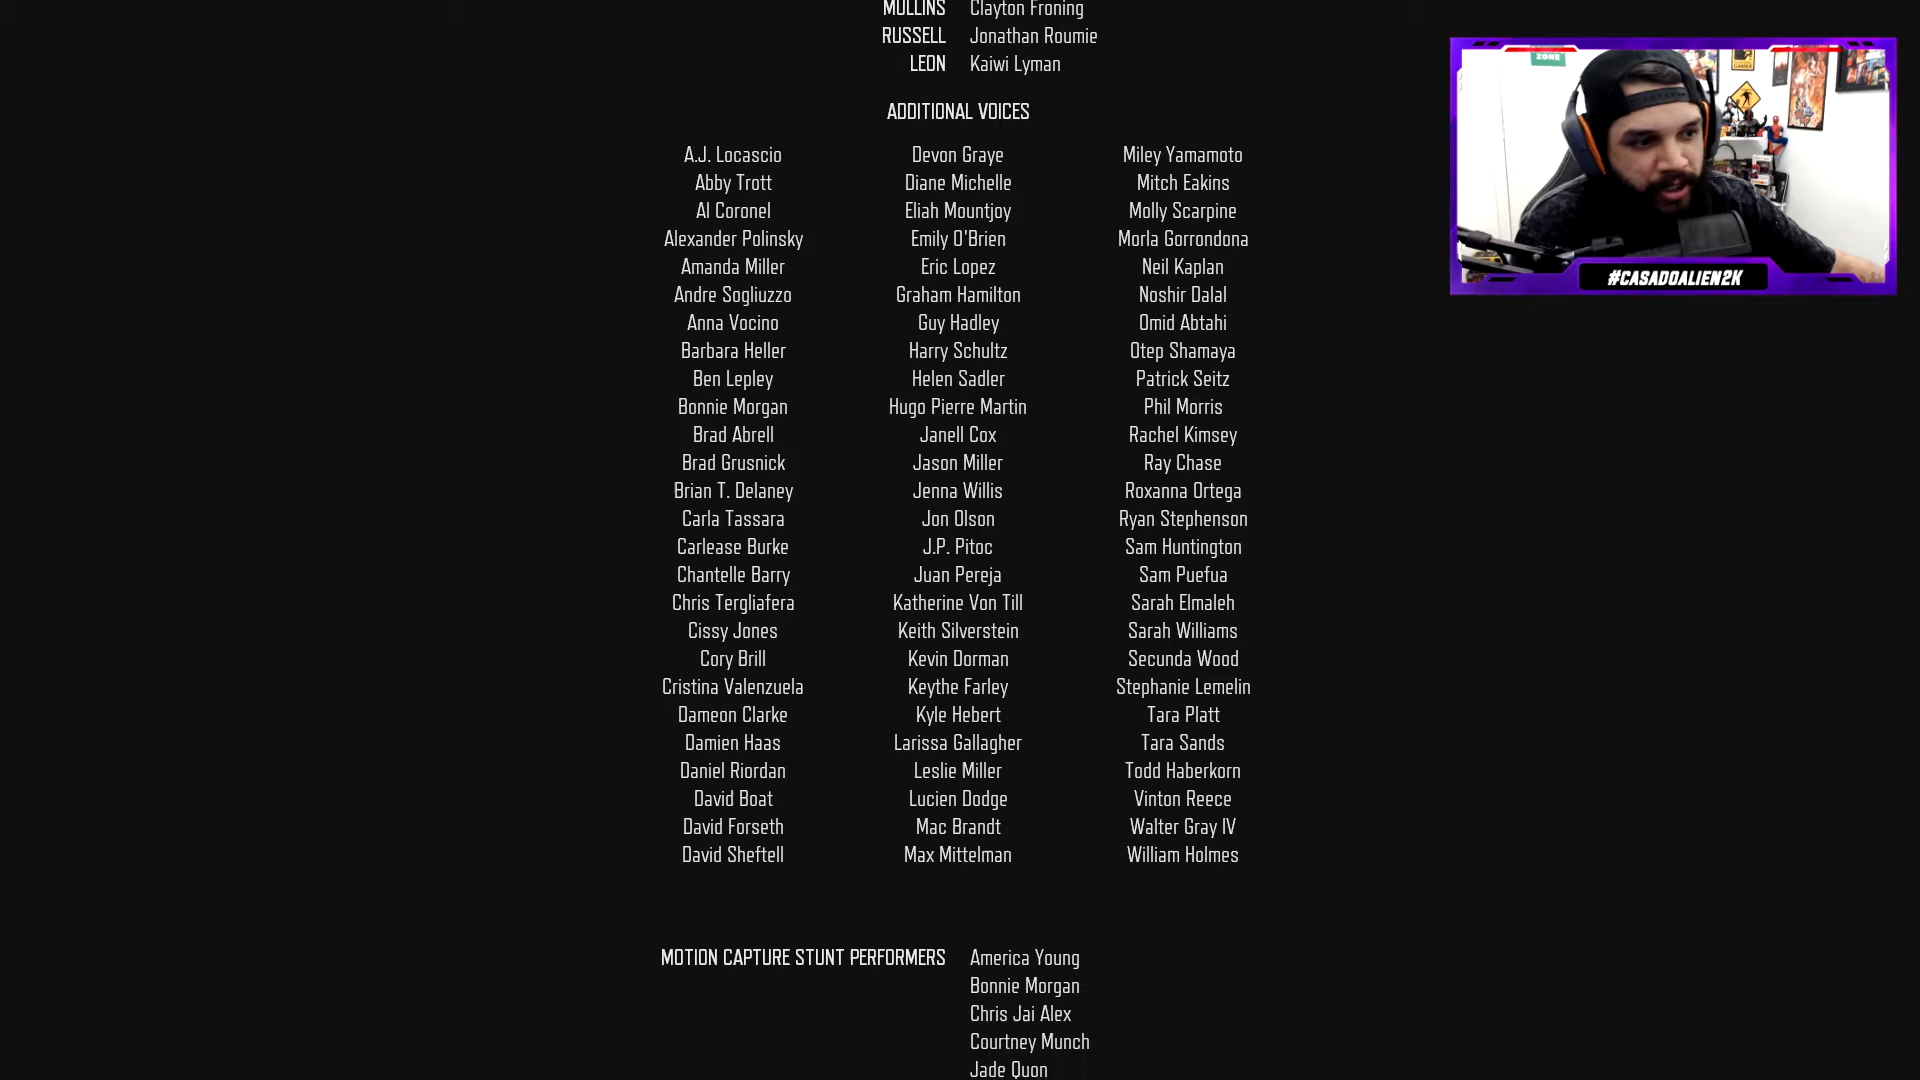 MULLINS Clayton Froning
RUSSELL Jonathan Roumie
LEON Kaiwi Lyman
ADDITIONAL VOICES
A.J. Locascio Devon Graye Miley Yamamoto
Abby Trott Diane Michelle Mitch Eakins
Al Coronel Eliah Mountjoy Molly Scarpine
Alexander Polinsky Emily O'Brien Morla Gorrondona
Amanda Miller Eric Lopez Neil Kaplan
Andre Sogliuzzo Graham Hamilton Noshir Dalal
Anna Vocino Guy Hadley Omid Abtahi
Barbara Heller Harry Schultz Otep Shamaya
Ben Lepley Helen Sadler Patrick Seitz
Bonnie Morgan Hugo Pierre Martin Phil Morris
Brad Abrell Janell Cox Rachel Kimsey
Brad Grusnick Jason Miller Ray Chase
Brian T. Delaney Jenna Willis Roxanna Ortega
Carla Tassara Jon Olson Ryan Stephenson
Carlease Burke J.P. Pitoc Sam Huntington
Chantelle Barry Juan Pereja Sam Puefua
Chris Tergliafera Katherine Von Till Sarah Elmaleh
Cissy Jones Keith Silverstein Sarah Williams
Cory Brill Kevin Dorman Secunda Wood
Cristina Valenzuela Keythe Farley Stephanie Lemelin
Dameon Clarke Kyle Hebert Tara Platt
Damien Haas Larissa Gallagher Tara Sands
Daniel Riordan Leslie Miller Todd Haberkorn
David Boat Lucien Dodge Vinton Reece
David Forseth Mac Brandt Walter Gray IV
David Sheftell Max Mittelman William Holmes
MOTION CAPTURE STUNT PERFORMERS America Young
Bonnie Morgan
Chris Jai Alex
Courtney Munch
Jade Quon
ZONE
#CASADOALIEN2K